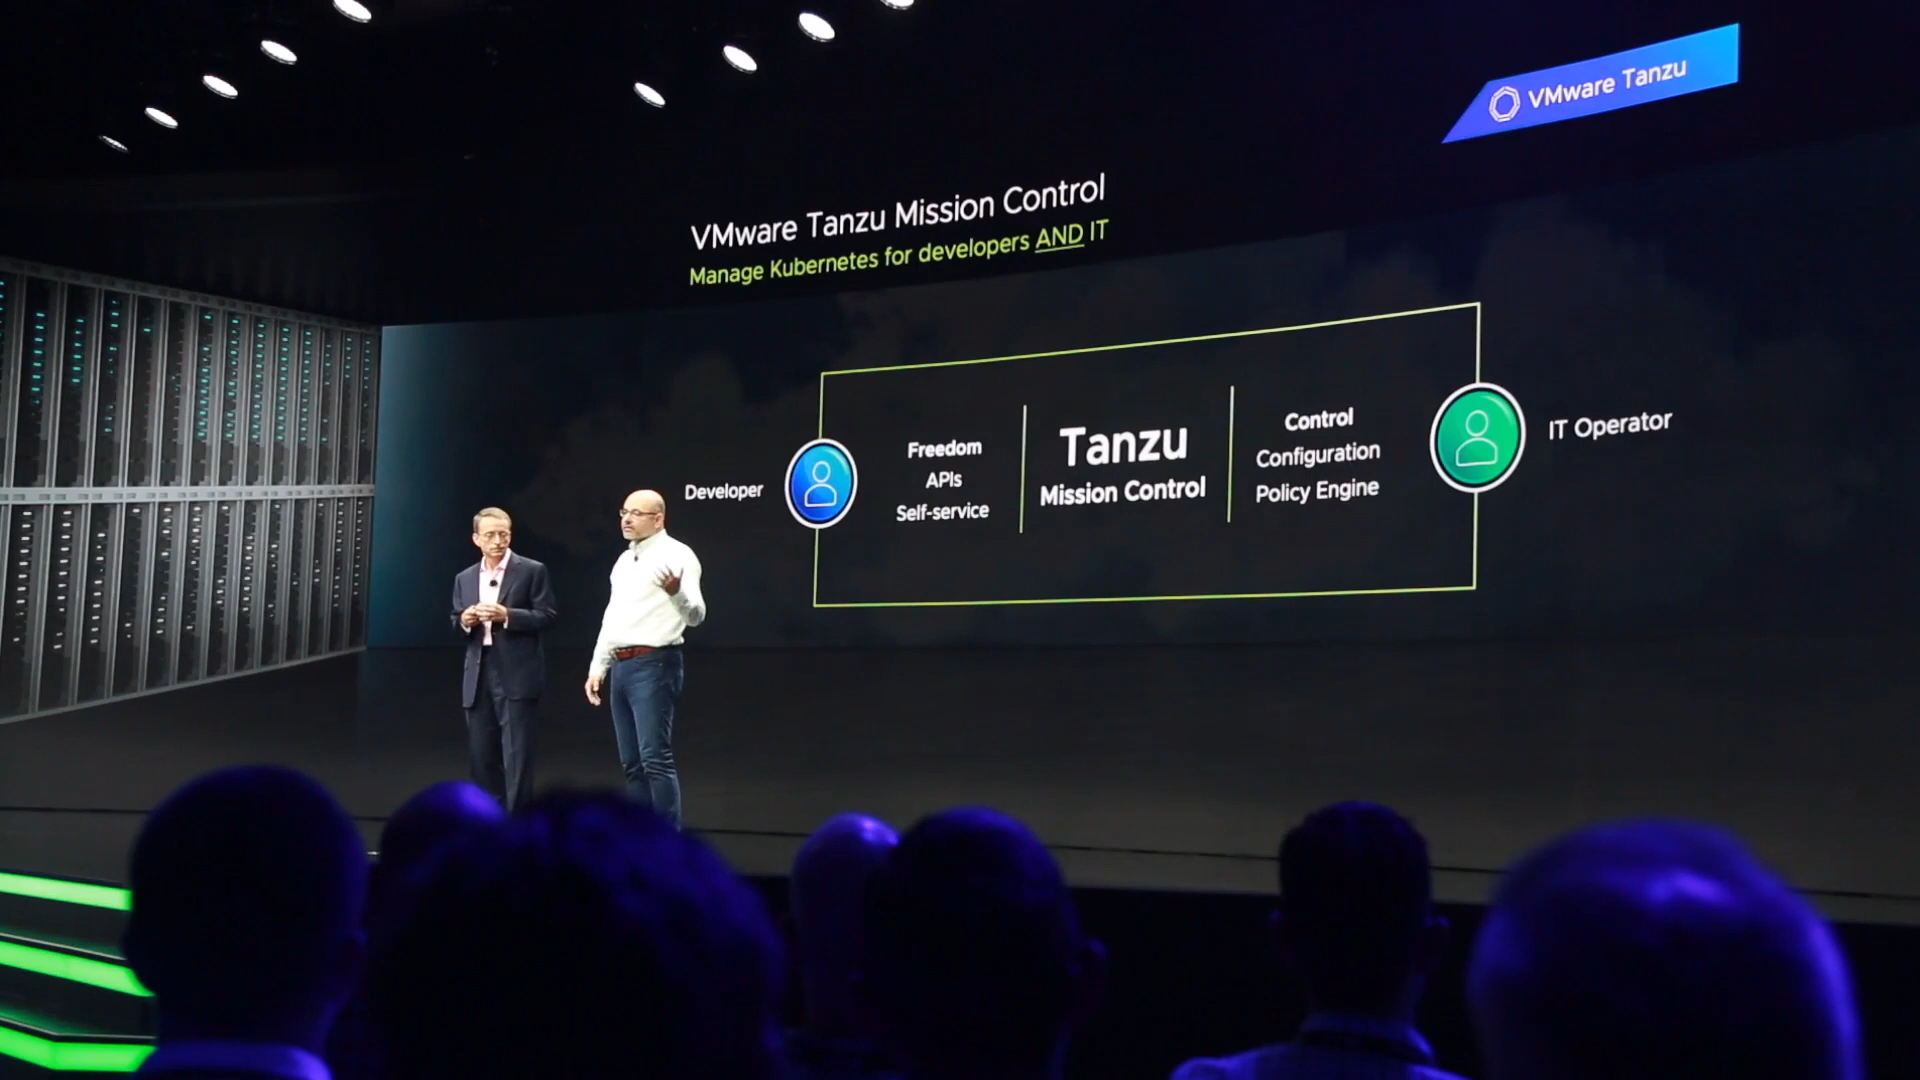 VMware Tanzu
VMware Tanzu Mission Control
Manage Kubernetes for developers AND IT
Developer
Freedom
APIs
Self-service
Tanzu
Mission Control
Control
Configuration
Policy Engine
IT Operator